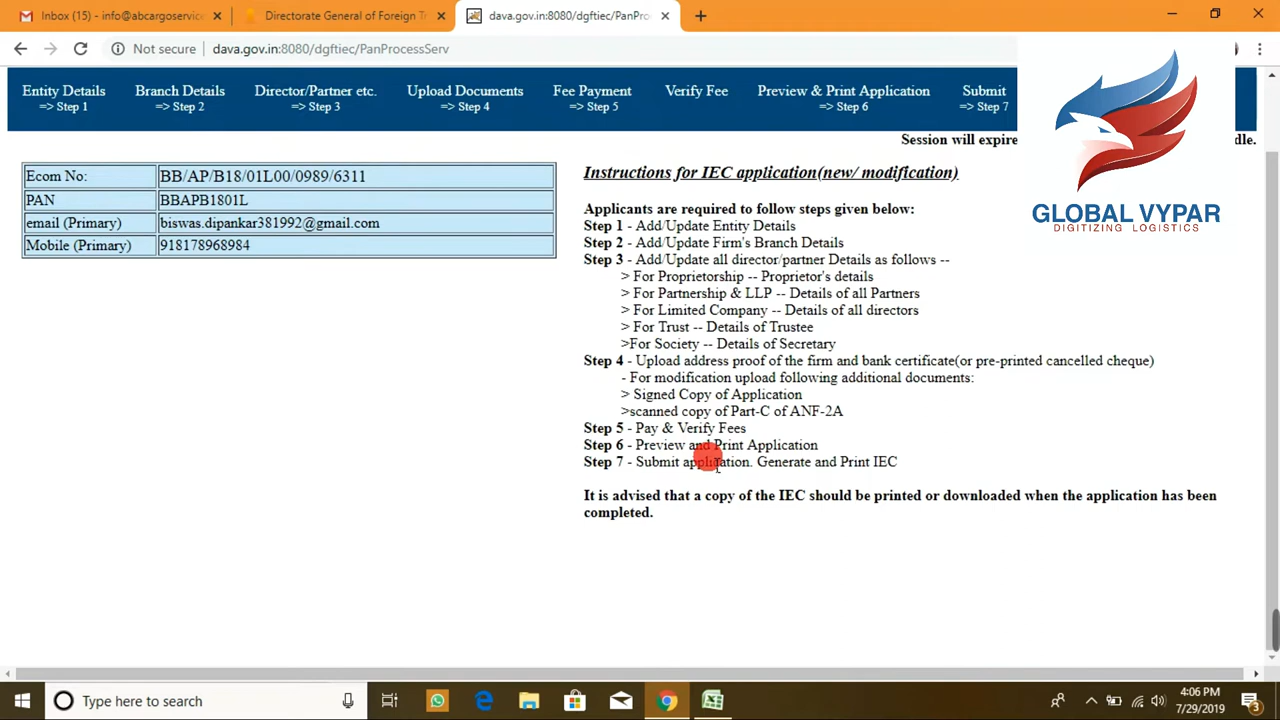 Inbox (15) - info@abcargoservice
Directorate General of Foreign Tr
dava.gov.in:8080/dgftiec/PanPro
Not secure
dava.gov.in:8080/dgftiec/PanProcessServ
Entity Details
=> Step 1
Branch Details
=> Step 2
Director/Partner etc.
=> Step 3
Upload Documents
=> Step 4
Fee Payment
=> Step 5
Verify Fee
Preview & Print Application
=> Step 6
Submit
=> Step 7
GLOBAL VYPAR
DIGITIZING LOGISTICS
Session will expire
dle.
Ecom No: BB/AP/B18/01L00/0989/6311
PAN BBAPB1801L
email (Primary) biswas.dipankar381992@gmail.com
Mobile (Primary) 918178968984
Instructions for IEC application(new/ modification)
Applicants are required to follow steps given below:
Step 1 - Add/Update Entity Details
Step 2 - Add/Update Firm's Branch Details
Step 3 - Add/Update all director/partner Details as follows --
> For Proprietorship -- Proprietor's details
> For Partnership & LLP -- Details of all Partners
> For Limited Company -- Details of all directors
> For Trust -- Details of Trustee
>For Society -- Details of Secretary
Step 4 - Upload address proof of the firm and bank certificate(or pre-printed cancelled cheque)
- For modification upload following additional documents:
> Signed Copy of Application
>scanned copy of Part-C of ANF-2A
Step 5 - Pay & Verify Fees
Step 6 - Preview and Print Application
Step 7 - Submit application. Generate and Print IEC
It is advised that a copy of the IEC should be printed or downloaded when the application has been
completed.
Type here to search
4:06 PM
7/29/2019
3